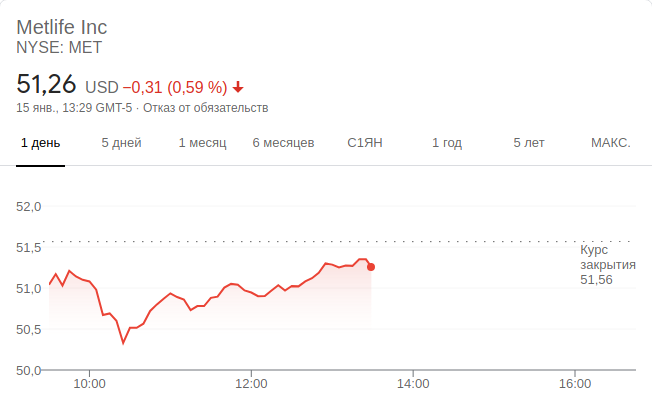 Metlife Inc
NYSE: MET
51,26 USD −0,31 (0,59 %)
15 янв., 13:29 GMT-5 · Отказ от обязательств
1 день 5 дней 1 месяц 6 месяцев С1ЯН 1 год 5 лет МАКС.
52,0
51,5
Курс
закрытия
51,56
51,0
50,5
50,0
10:00 12:00 14:00 16:00